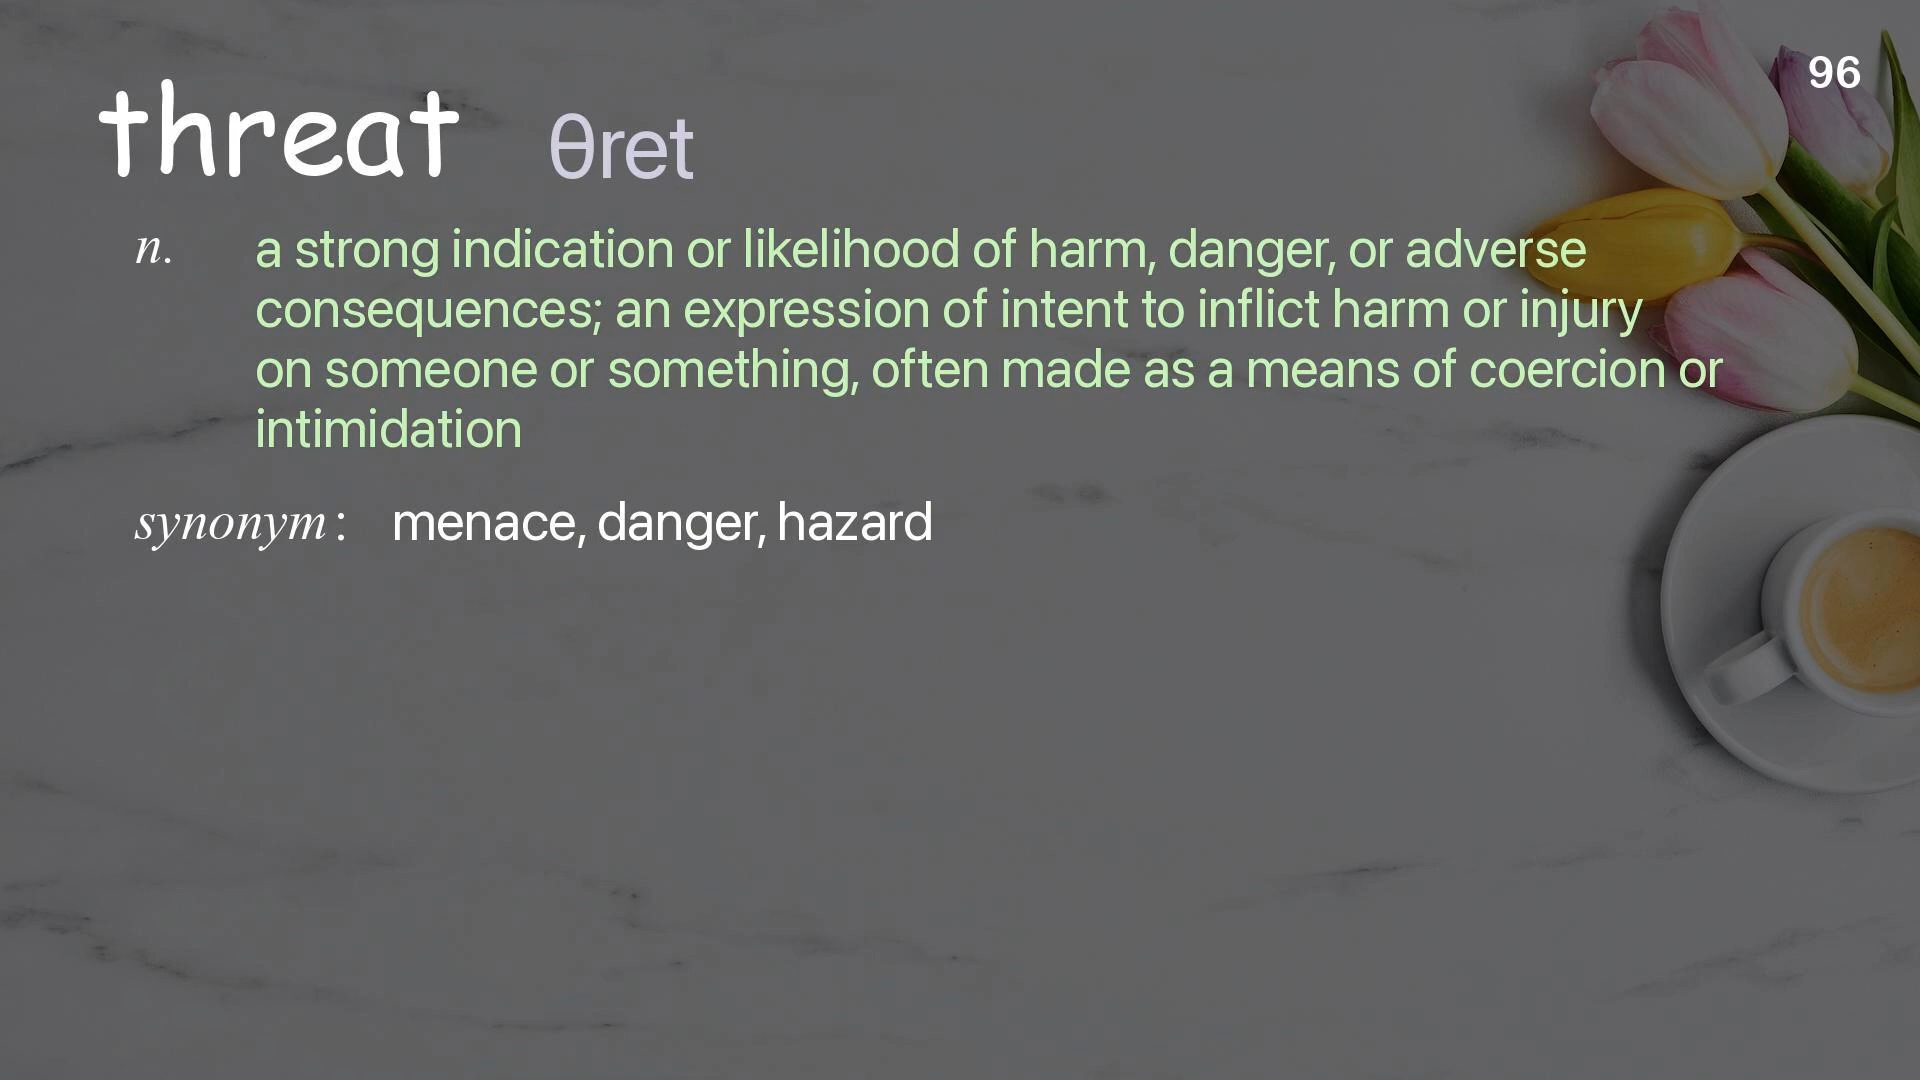 96
threat θret
n. a strong indication or likelihood of harm, danger, or adverse
consequences; an expression of intent to inflict harm or injury
on someone or something, often made as a means of coercion or
intimidation
synonym: menace, danger, hazard